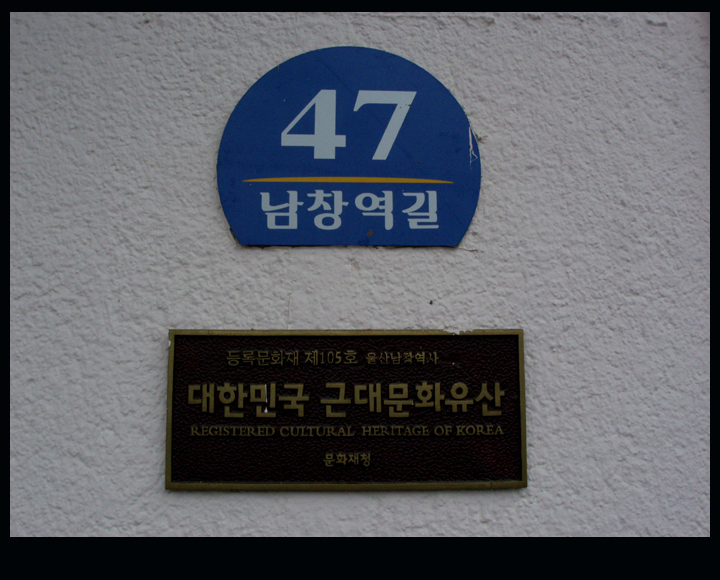 47
남창역길
등록문화재 제105호 울산남창역사
대한민국 근대문화유산
REGISTERED CULTURAL HERITAGE OF KOREA
문화재청